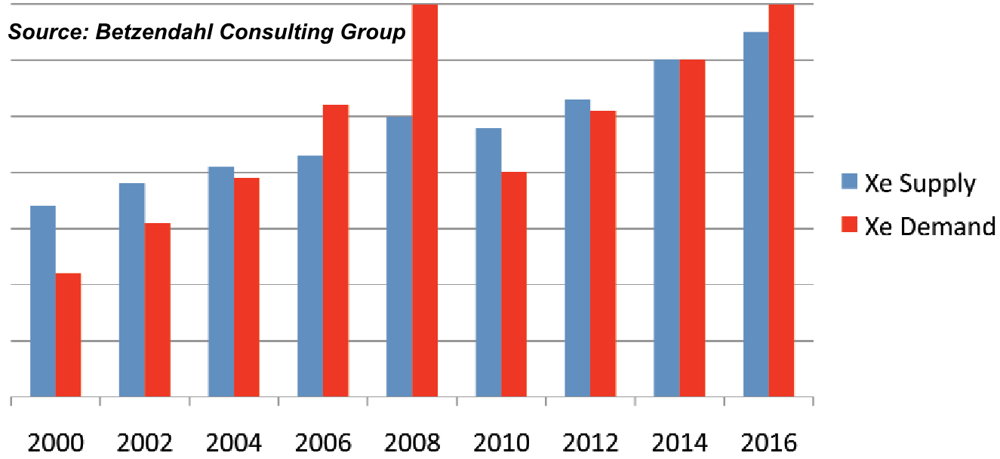 Source: Betzendahl Consulting Group
Xe Supply
Xe Demand
2000 2002 2004 2006 2008 2010 2012 2014 2016